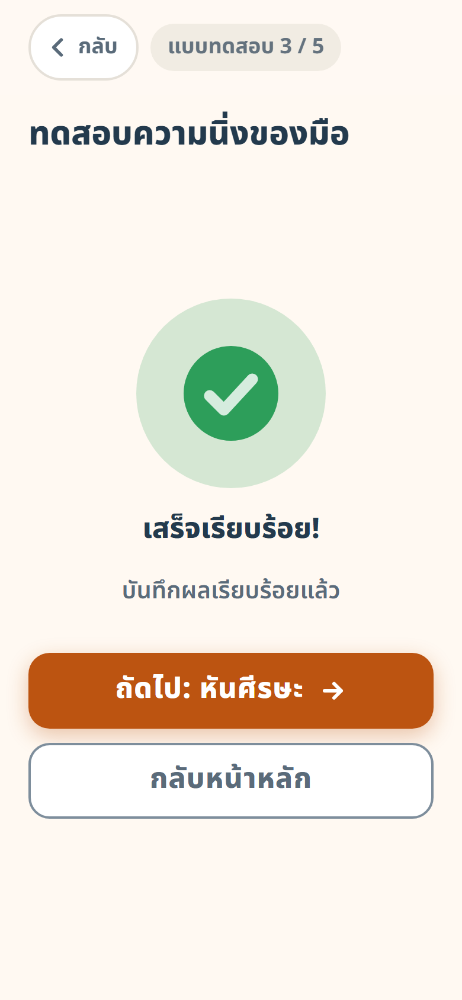 กลับ
แบบทดสอบ 3 / 5
ทดสอบความนิ่งของมือ
เสร็จเรียบร้อย!
บันทึกผลเรียบร้อยแล้ว
ถัดไป: หันศีรษะ
กลับหน้าหลัก